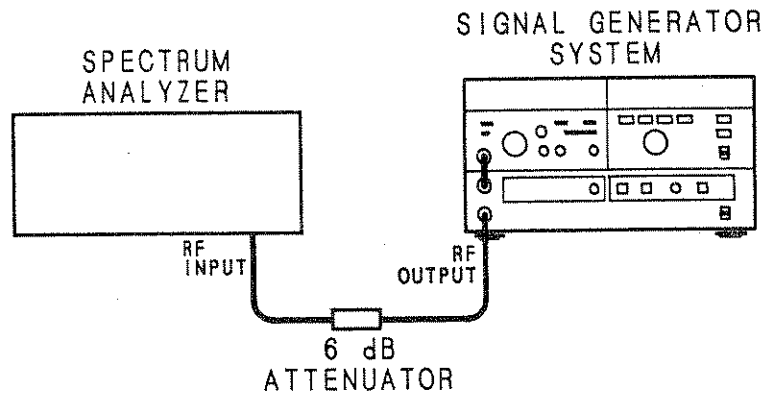 SIGNAL GENERATOR
SYSTEM
SPECTRUM
ANALYZER
RF
INPUT
RF
OUTPUT
6 dB
ATTENUATOR